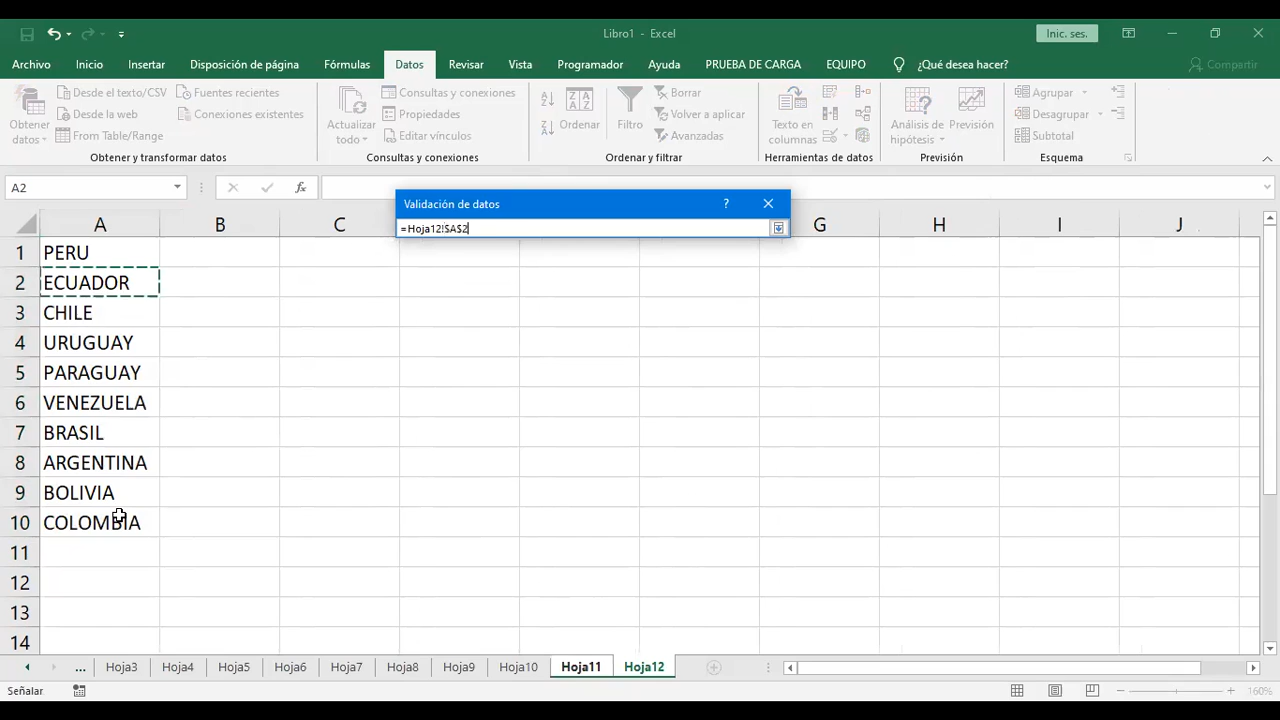 Libro1 - Excel
Inic. ses.
Archivo Inicio Insertar Disposición de página Fórmulas Datos Revisar Vista Programador Ayuda PRUEBA DE CARGA EQUIPO ¿Qué desea hacer? Compartir
Obtener datos
Desde el texto/CSV
Desde la web
From Table/Range
Fuentes recientes
Conexiones existentes
Obtener y transformar datos
Actualizar todo
Consultas y conexiones
Propiedades
Editar vínculos
Consultas y conexiones
Ordenar
Filtro
Borrar
Volver a aplicar
Avanzadas
Ordenar y filtrar
Texto en columnas
Herramientas de datos
Análisis de hipótesis
Previsión
Previsión
Agrupar
Desagrupar
Subtotal
Esquema
A2
fx
Validación de datos ?
=Hoja12!$A$2
A B C G H I J
1 PERU
2 ECUADOR
3 CHILE
4 URUGUAY
5 PARAGUAY
6 VENEZUELA
7 BRASIL
8 ARGENTINA
9 BOLIVIA
10 COLOMBIA
11
12
13
14
... Hoja3 Hoja4 Hoja5 Hoja6 Hoja7 Hoja8 Hoja9 Hoja10 Hoja11 Hoja12
Señalar
160%